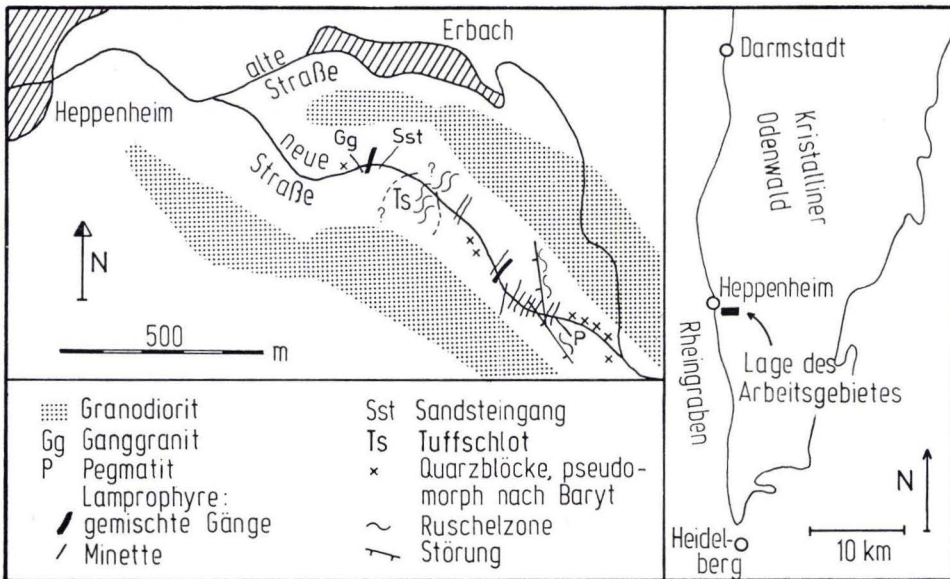 Erbach
alte
Straße
Heppenheim
neue
Straße
Gg
Sst
?
Ts
?
N
P
500
m
Granodiorit
Gg Ganggranit
P Pegmatit
Lamprophyre:
gemischte Gänge
Minette
Sst Sandsteingang
Ts Tuffschlot
x Quarzblöcke, pseudo-
morph nach Baryt
Ruschelzone
Störung
Darmstadt
Kristalliner
Odenwald
Heppenheim
Rheingraben
Lage des
Arbeitsgebietes
N
Heidel-
berg
10 km